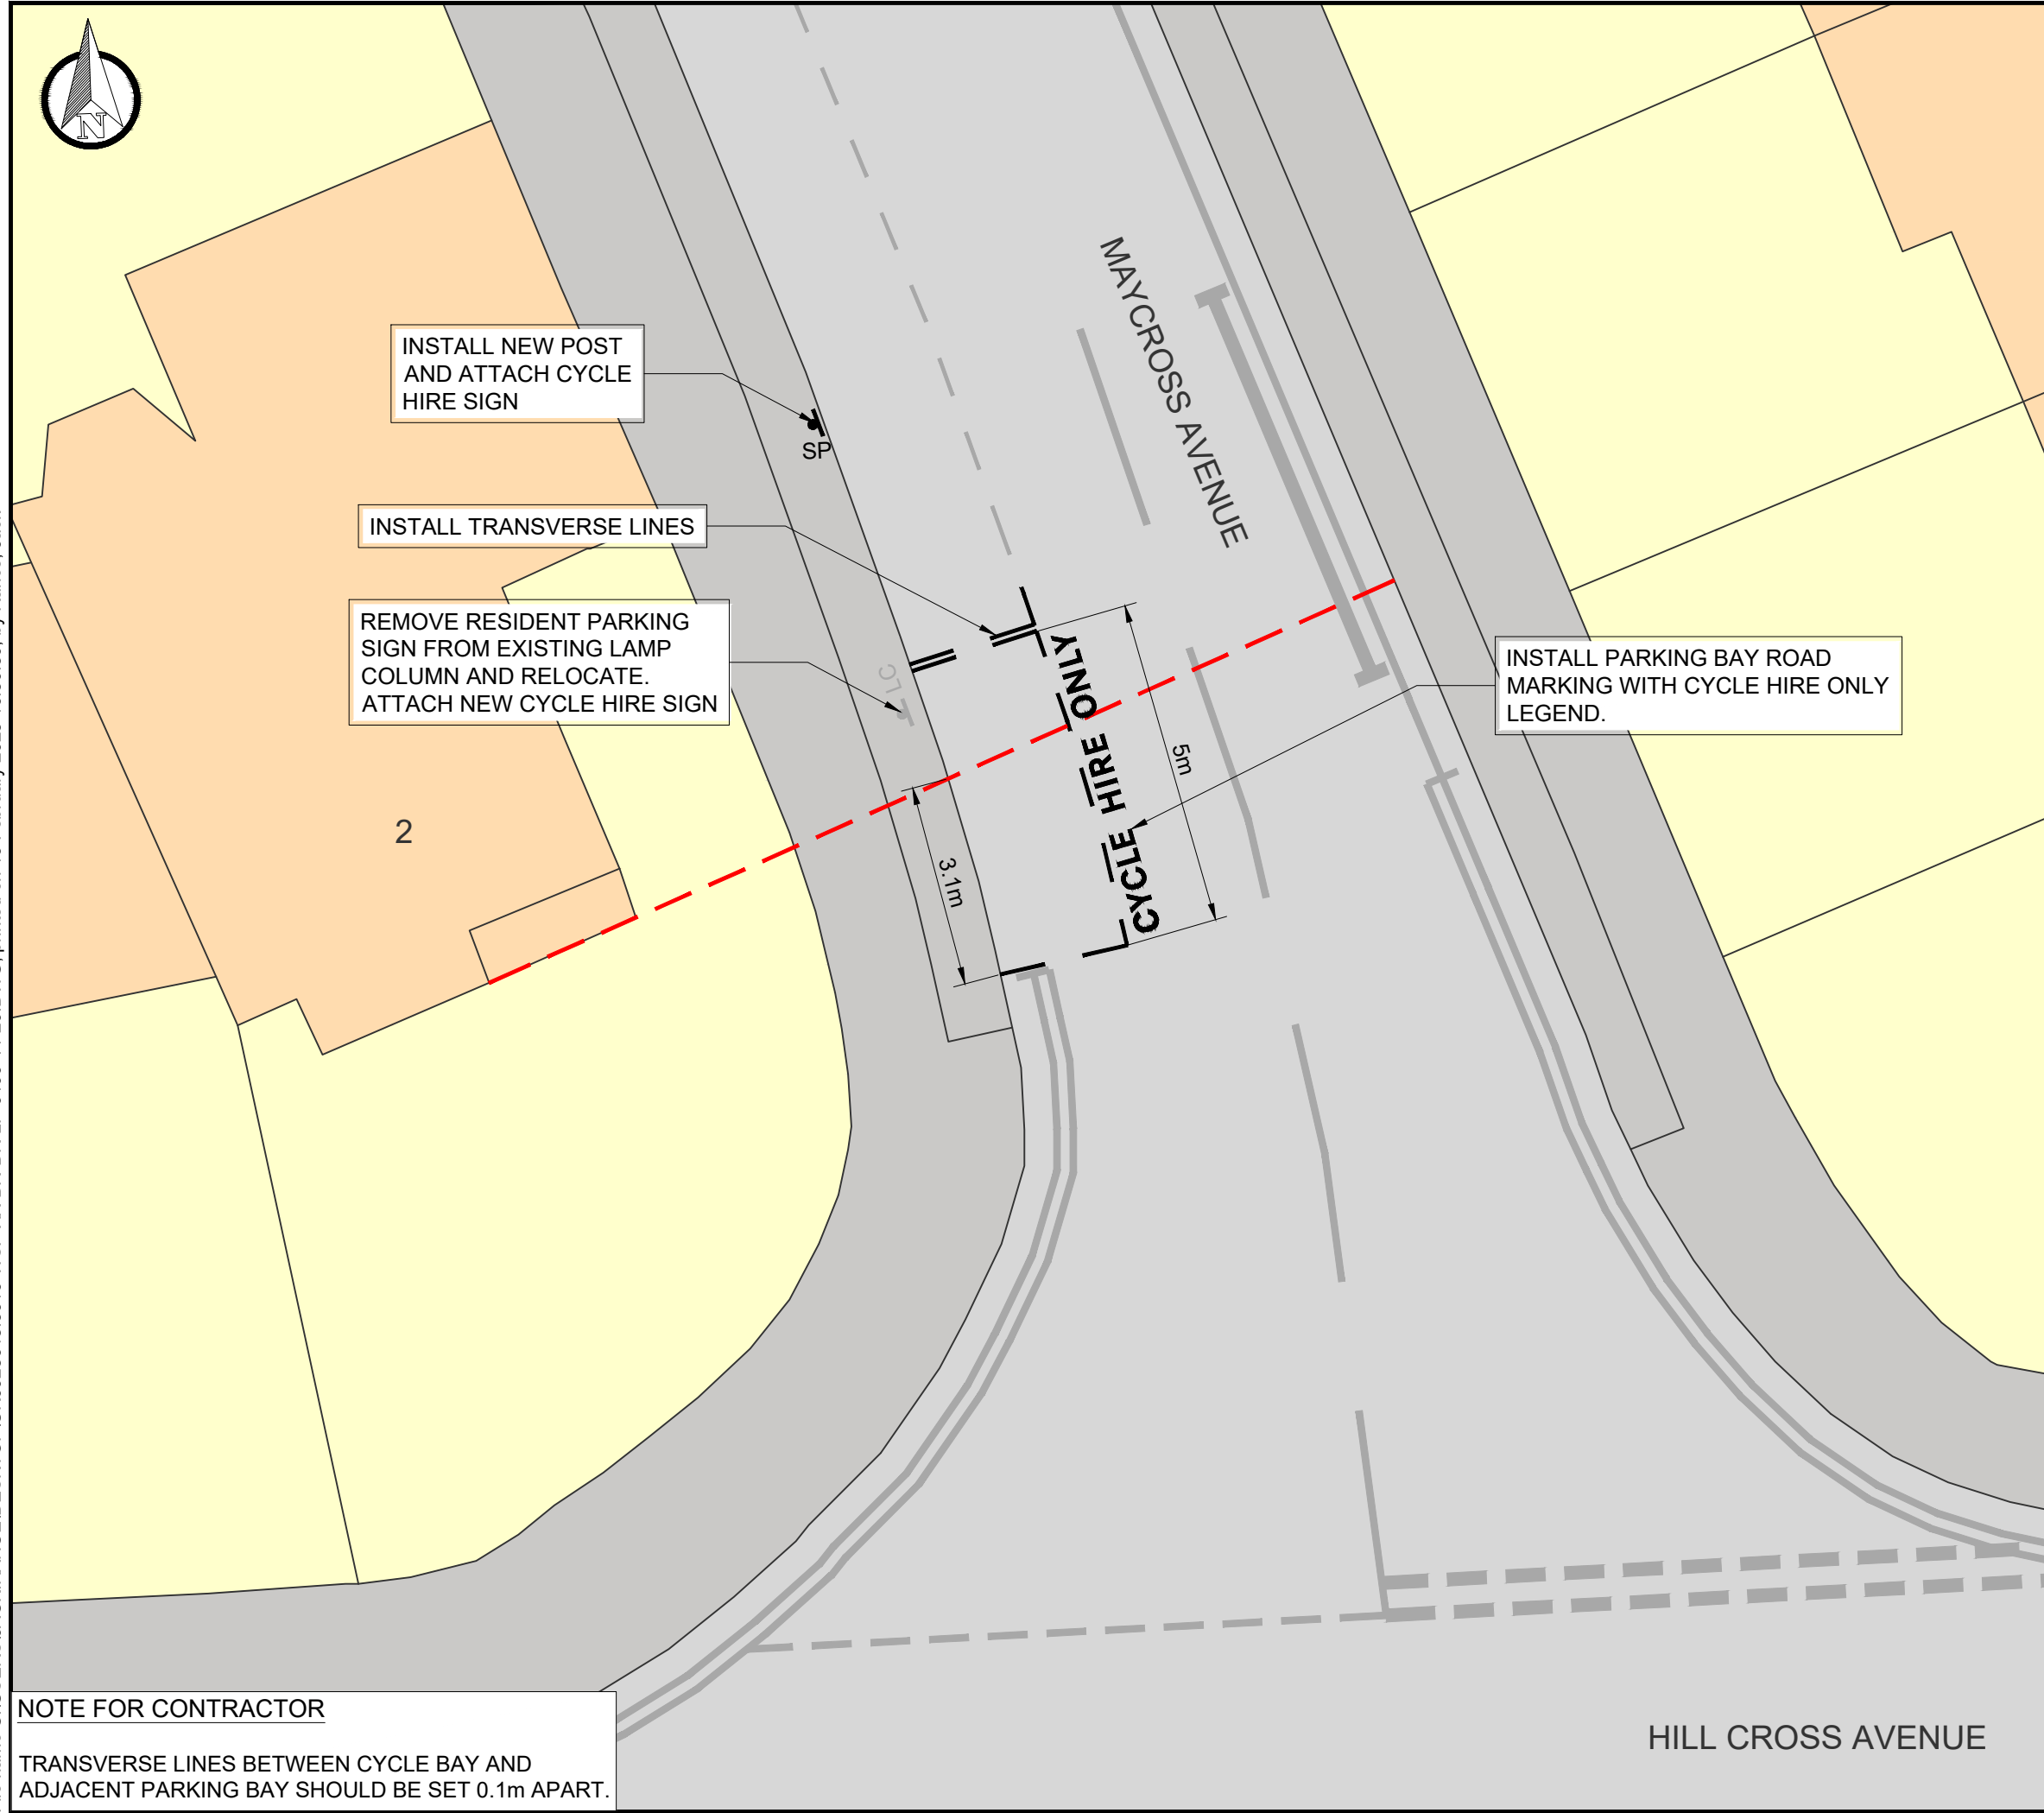 N
MAYCROSS AVENUE
INSTALL NEW POST
AND ATTACH CYCLE
HIRE SIGN
SP
INSTALL TRANSVERSE LINES
REMOVE RESIDENT PARKING
SIGN FROM EXISTING LAMP
COLUMN AND RELOCATE.
ATTACH NEW CYCLE HIRE SIGN
LC
INSTALL PARKING BAY ROAD
MARKING WITH CYCLE HIRE ONLY
LEGEND.
CYCLE HIRE ONLY
5m
3.1m
2
NOTE FOR CONTRACTOR
TRANSVERSE LINES BETWEEN CYCLE BAY AND
ADJACENT PARKING BAY SHOULD BE SET 0.1m APART.
HILL CROSS AVENUE